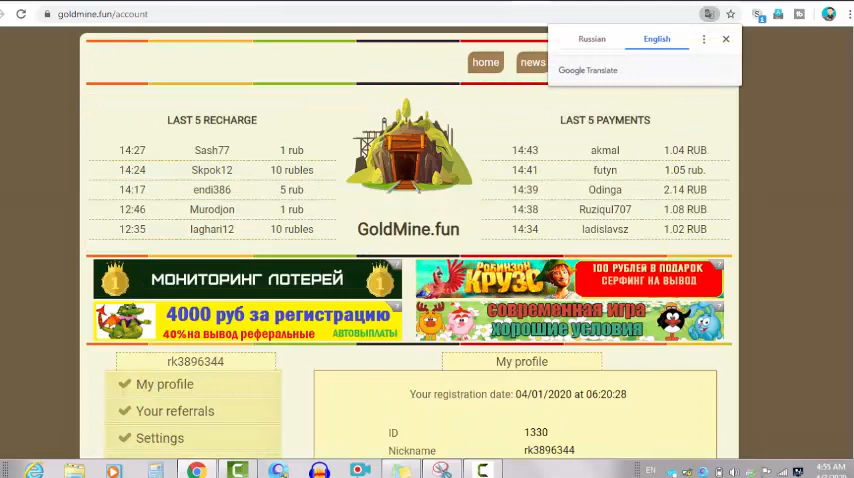 goldmine.fun/account
Russian
English
Google Translate
home
news
LAST 5 RECHARGE
14:27 Sash77 1 rub
14:24 Skpok12 10 rubles
14:17 endi386 5 rub
12:46 Murodjon 1 rub
12:35 laghari12 10 rubles
GoldMine.fun
LAST 5 PAYMENTS
14:43 akmal 1.04 RUB
14:41 futyn 1.05 rub.
14:39 Odinga 2.14 RUB
14:38 Ruziqul707 1.08 RUB
14:34 ladislavsz 1.02 RUB
1 МОНИТОРИНГ ЛОТЕРЕЙ 1
РОБИНЗОН
КРУЗС
100 РУБЛЕЙ В ПОДАРОК
СЕРФИНГ НА ВЫВОД
4000 руб за регистрацию
40% на вывод реферальные АВТОВЫПЛАТЫ
современная игра
хорошие условия
rk3896344
My profile
Your referrals
Settings
My profile
Your registration date: 04/01/2020 at 06:20:28
ID 1330
Nickname rk3896344
EN
4:55 AM